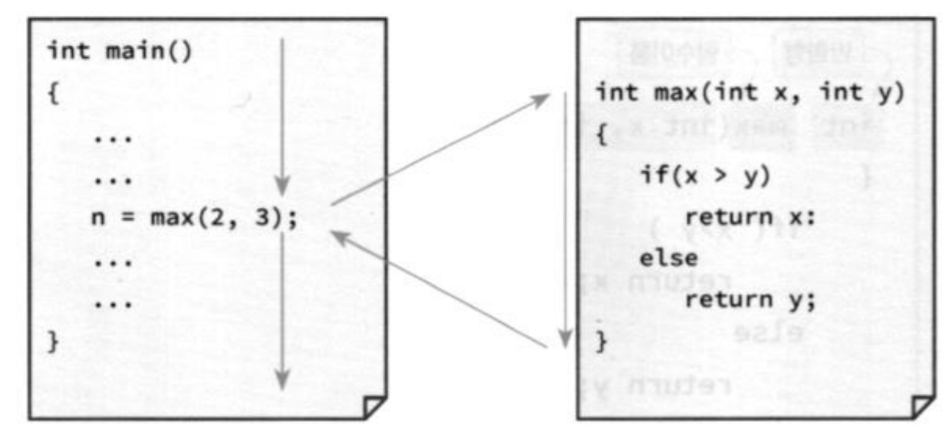 int main()
{
...
...
n = max(2, 3);
...
...
}
int max(int x, int y)
{
if(x > y)
return x:
else
return y;
}